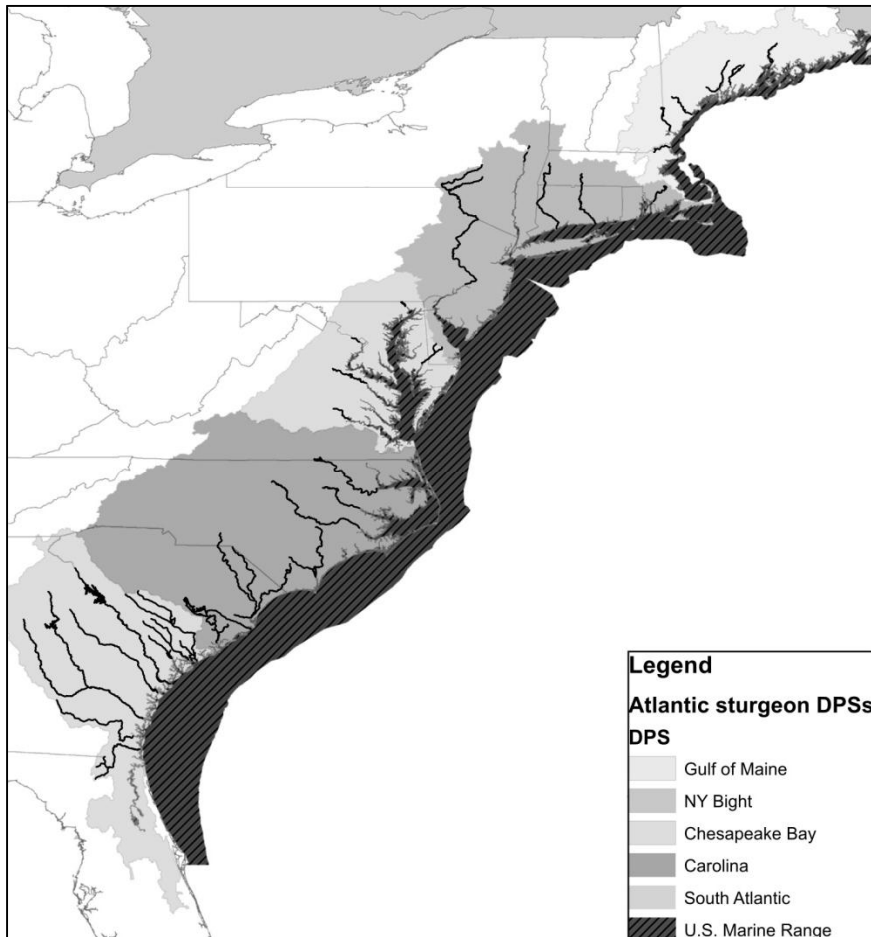 Legend
Atlantic sturgeon DPSs
DPS
Gulf of Maine
NY Bight
Chesapeake Bay
Carolina
South Atlantic
U.S. Marine Range